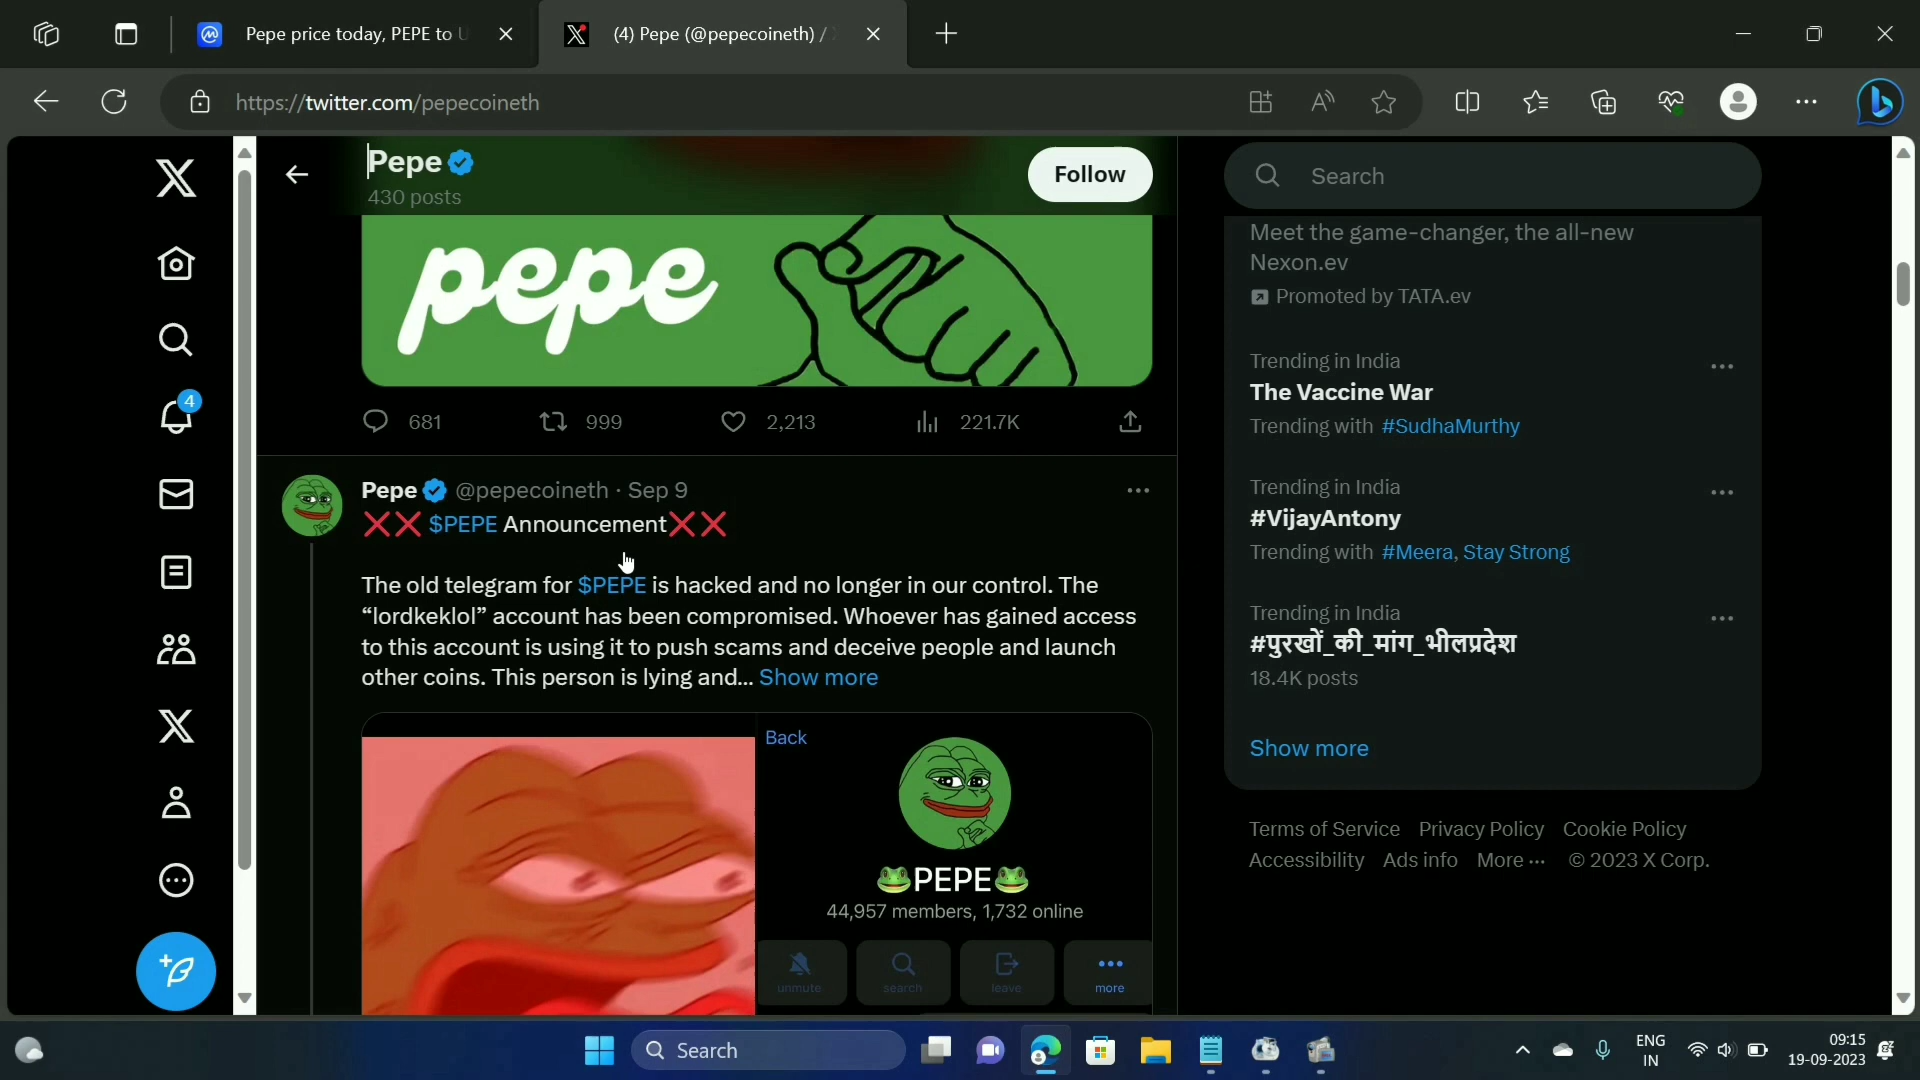 Pepe price today, PEPE to U
(4) Pepe (@pepecoineth) /
https://twitter.com/pepecoineth
Pepe
430 posts
Follow
pepe
681
999
2,213
221.7K
Pepe @pepecoineth · Sep 9
❌❌ $PEPE Announcement❌❌
The old telegram for $PEPE is hacked and no longer in our control. The
“lordkeklol” account has been compromised. Whoever has gained access
to this account is using it to push scams and deceive people and launch
other coins. This person is lying and... Show more
Back
🐸PEPE🐸
44,957 members, 1,732 online
unmute
search
leave
more
4
Search
Meet the game-changer, the all-new
Nexon.ev
Promoted by TATA.ev
Trending in India
The Vaccine War
Trending with #SudhaMurthy
Trending in India
#VijayAntony
Trending with #Meera, Stay Strong
Trending in India
#पुरखों_की_मांग_भीलप्रदेश
18.4K posts
Show more
Terms of Service Privacy Policy Cookie Policy
Accessibility Ads info More ··· © 2023 X Corp.
Search
ENG
IN
09:15
19-09-2023